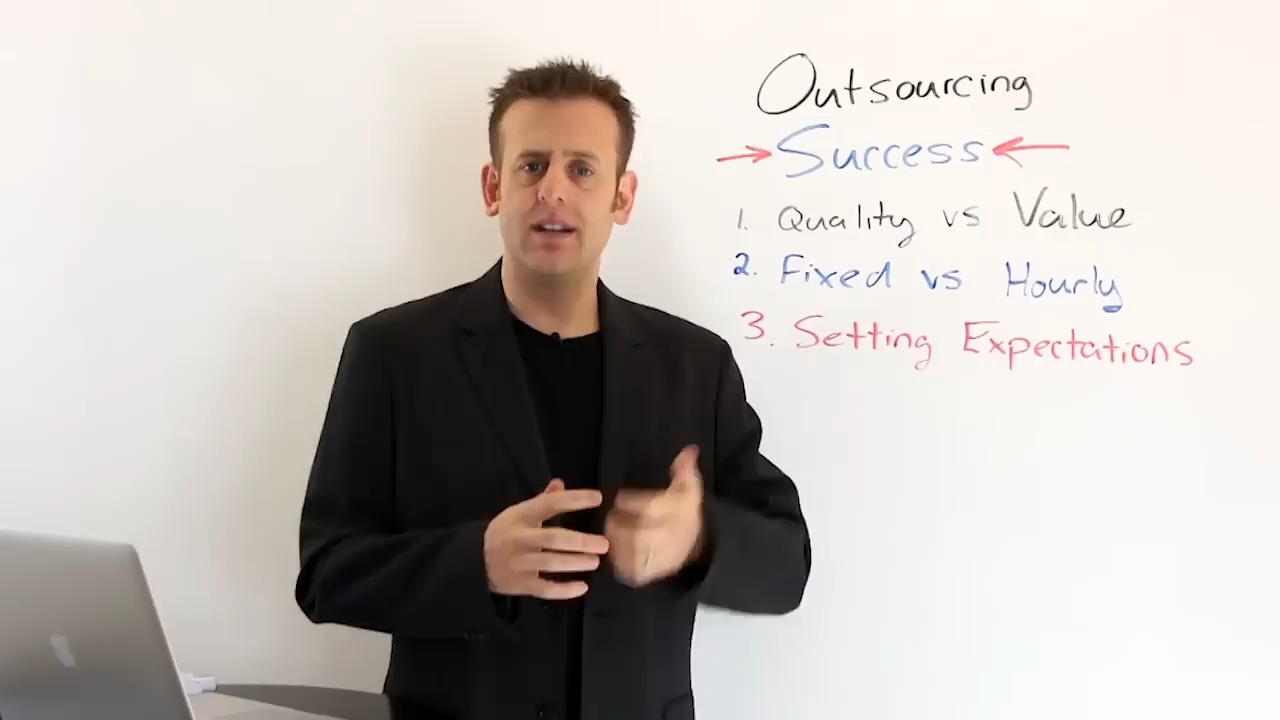 Outsourcing
Success
1. Quality vs Value
2. Fixed vs Hourly
3. Setting Expectations